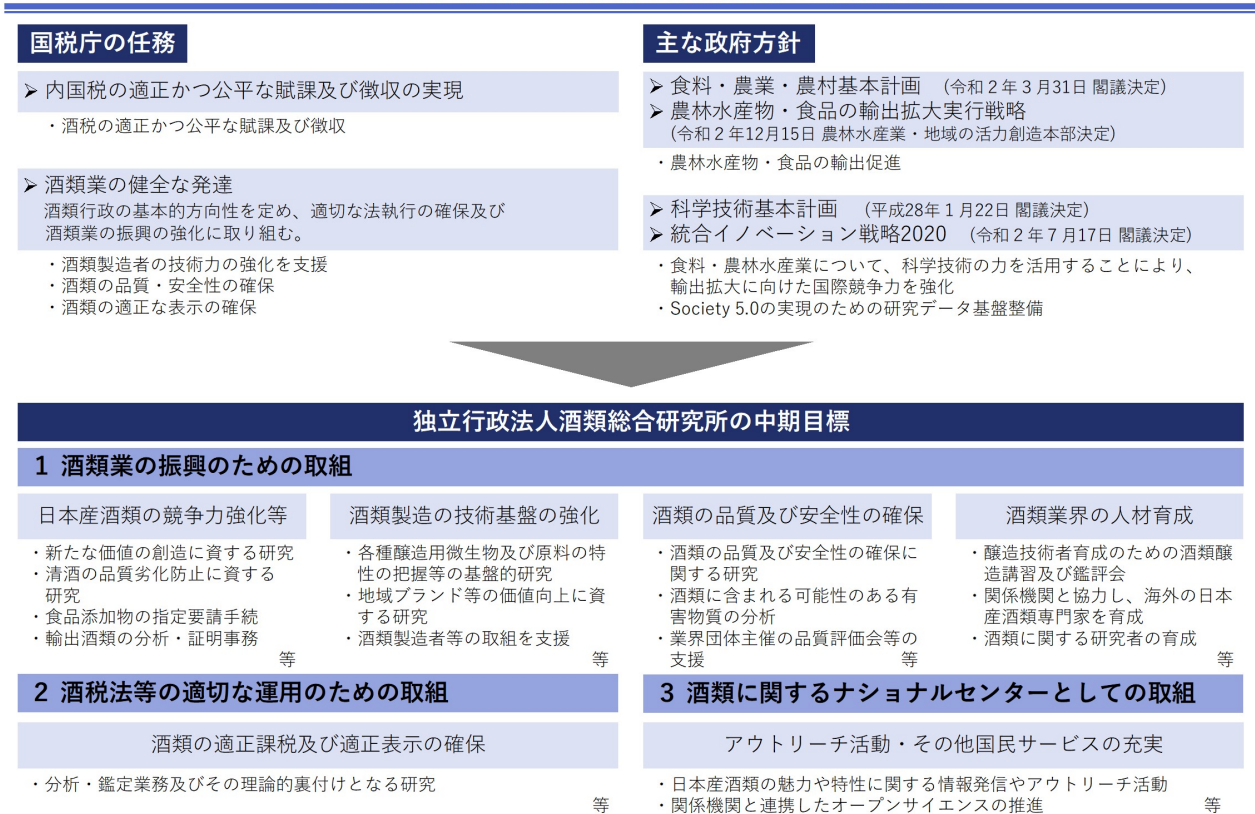 国税庁の任務
➢ 内国税の適正かつ公平な賦課及び徴収の実現
・酒税の適正かつ公平な賦課及び徴収
➢ 酒類業の健全な発達
酒類行政の基本的方向性を定め、適切な法執行の確保及び
酒類業の振興の強化に取り組む。
・酒類製造者の技術力の強化を支援
・酒類の品質・安全性の確保
・酒類の適正な表示の確保
主な政府方針
➢ 食料・農業・農村基本計画 (令和2年3月31日 閣議決定)
➢ 農林水産物・食品の輸出拡大実行戦略
(令和2年12月15日 農林水産業・地域の活力創造本部決定)
・農林水産物・食品の輸出促進
➢ 科学技術基本計画 (平成28年1月22日 閣議決定)
➢ 統合イノベーション戦略2020 (令和2年7月17日 閣議決定)
・食料・農林水産業について、科学技術の力を活用することにより、
輸出拡大に向けた国際競争力を強化
・Society 5.0の実現のための研究データ基盤整備
独立行政法人酒類総合研究所の中期目標
1 酒類業の振興のための取組
日本産酒類の競争力強化等
・新たな価値の創造に資する研究
・清酒の品質劣化防止に資する
研究
・食品添加物の指定要請手続
・輸出酒類の分析・証明事務
等
酒類製造の技術基盤の強化
・各種醸造用微生物及び原料の特
性の把握等の基盤的研究
・地域ブランド等の価値向上に資
する研究
・酒類製造者等の取組を支援
等
酒類の品質及び安全性の確保
・酒類の品質及び安全性の確保に
関する研究
・酒類に含まれる可能性のある有
害物質の分析
・業界団体主催の品質評価会等の
支援 等
酒類業界の人材育成
・醸造技術者育成のための酒類醸
造講習及び鑑評会
・関係機関と協力し、海外の日本
産酒類専門家を育成
・酒類に関する研究者の育成
等
2 酒税法等の適切な運用のための取組
酒類の適正課税及び適正表示の確保
・分析・鑑定業務及びその理論的裏付けとなる研究
等
3 酒類に関するナショナルセンターとしての取組
アウトリーチ活動・その他国民サービスの充実
・日本産酒類の魅力や特性に関する情報発信やアウトリーチ活動
・関係機関と連携したオープンサイエンスの推進 等